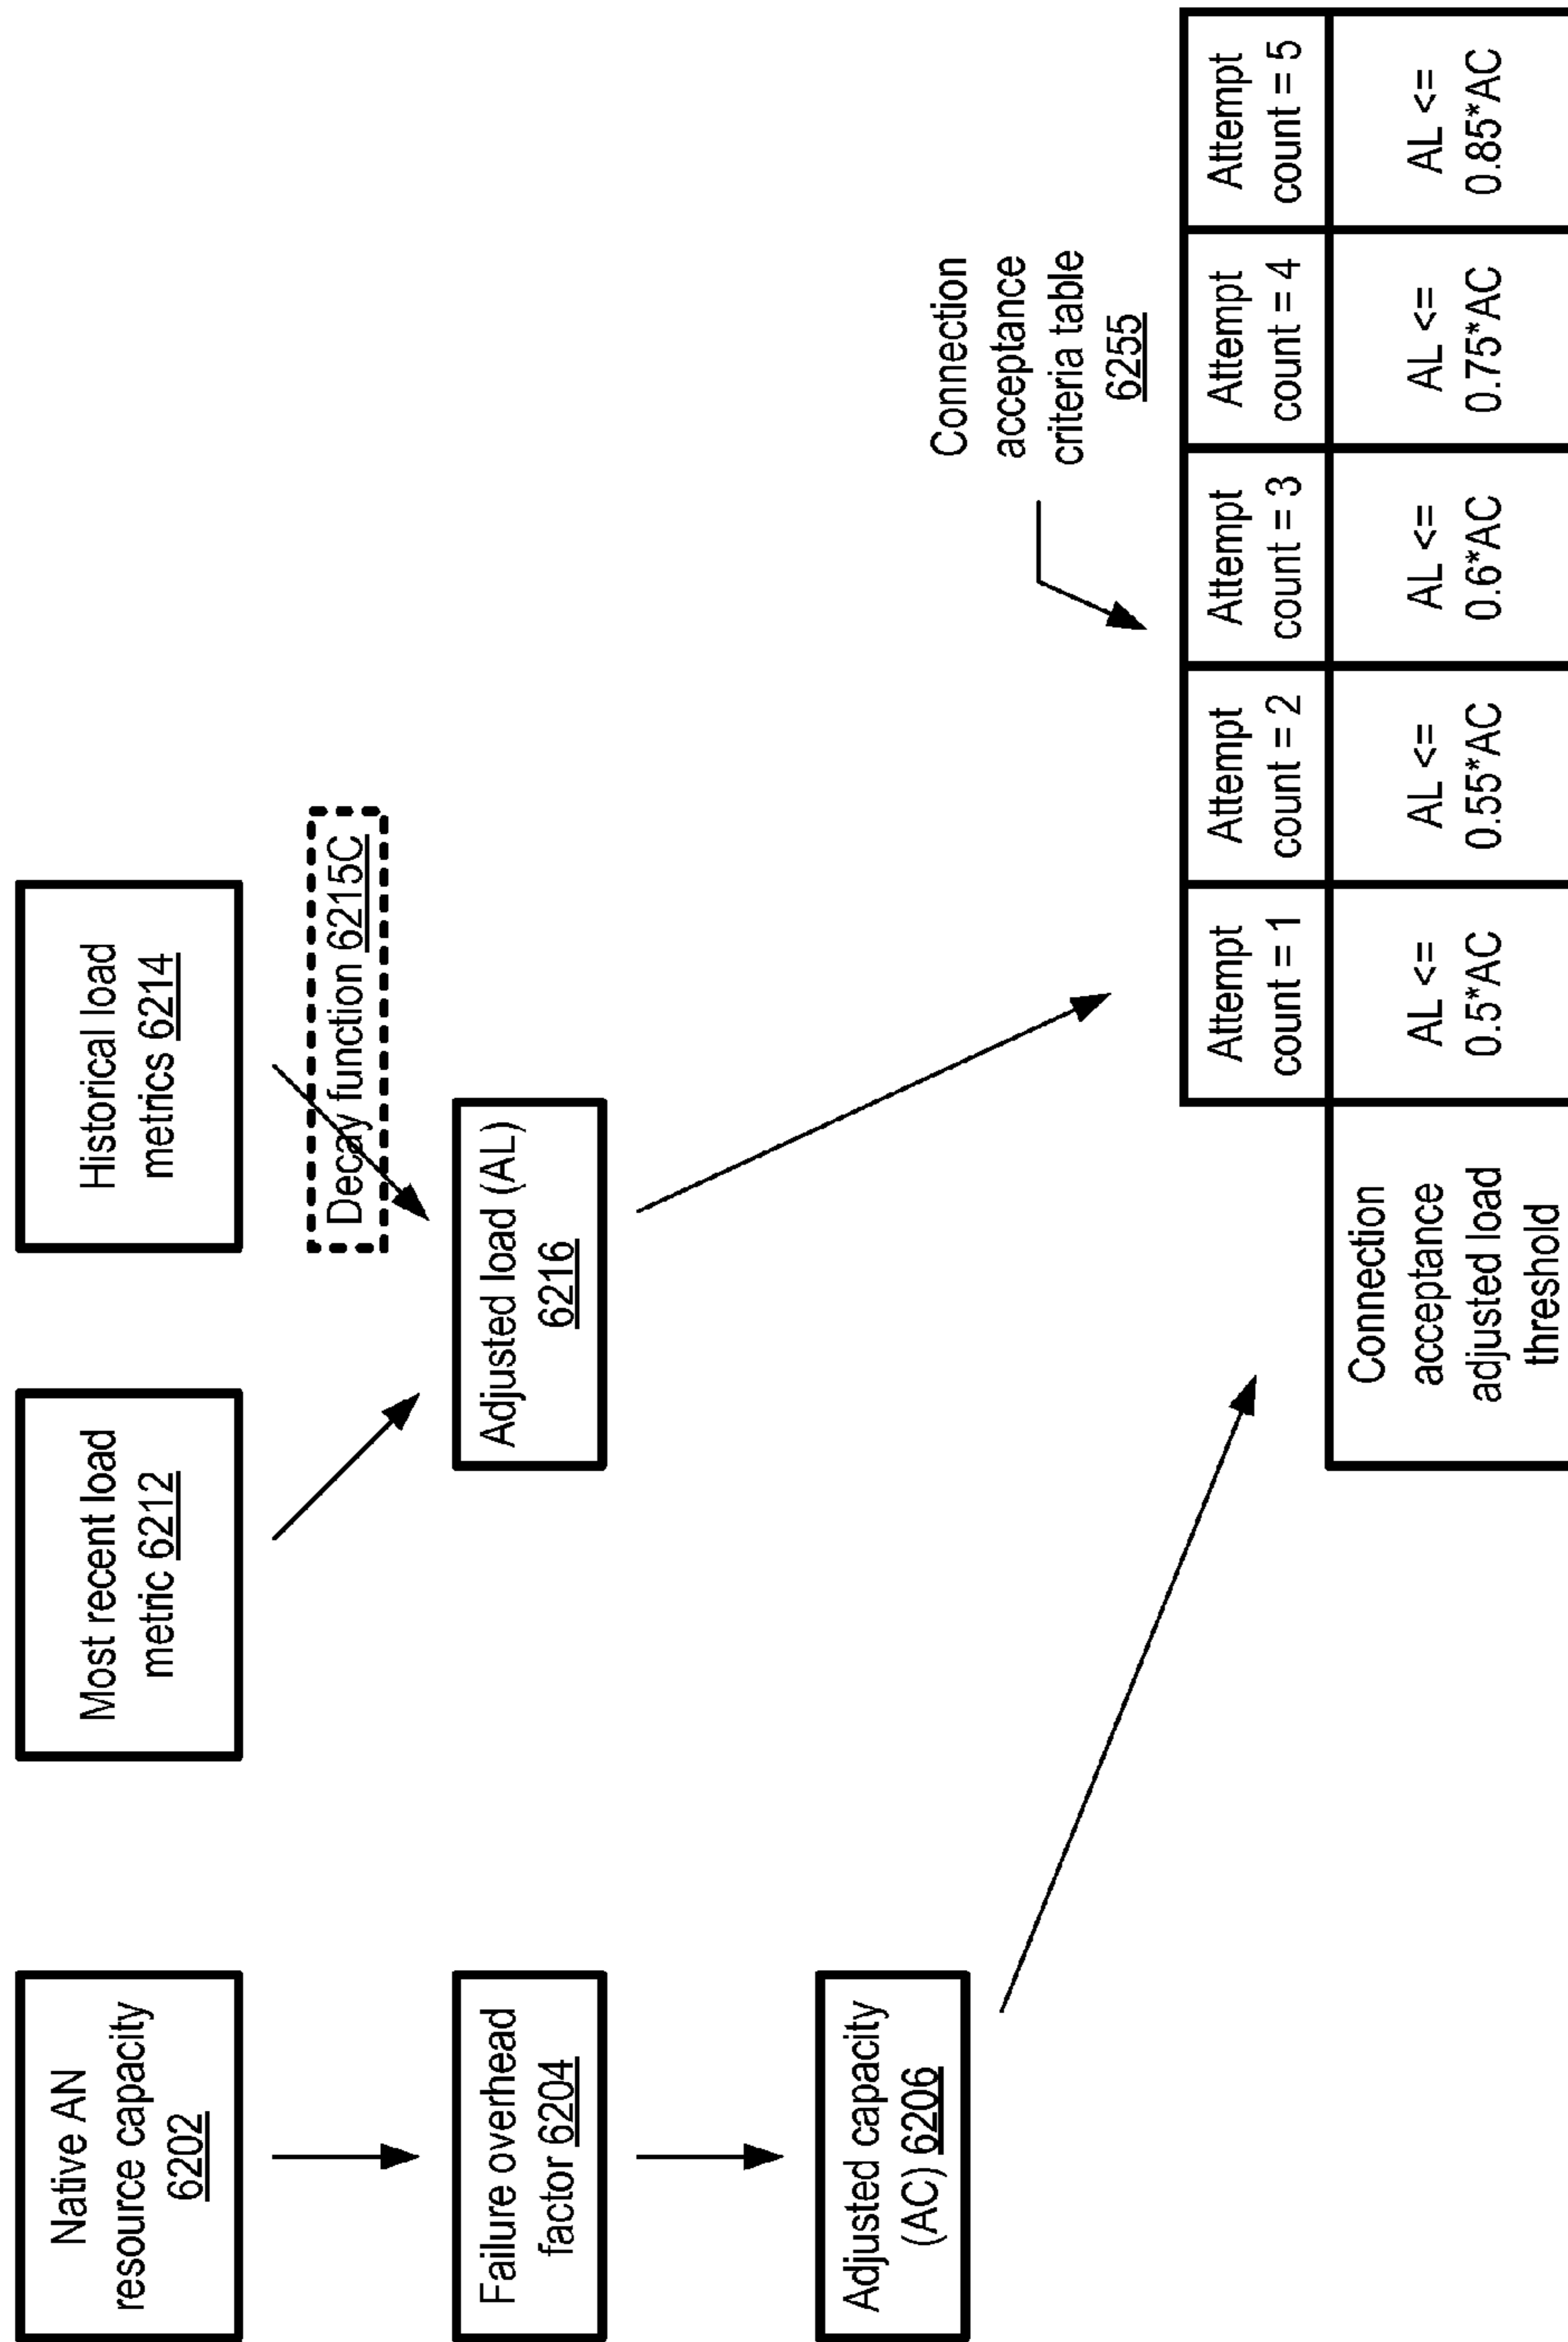 Native AN
resource capacity
6202
Most recent load
metric 6212
Historical load
metrics 6214
Decay function 6215C
Failure overhead
factor 6204
Adjusted load (AL)
6216
Adjusted capacity
(AC) 6206
Connection
acceptance
criteria table
6255
Attempt
count = 1
Attempt
count = 2
Attempt
count = 3
Attempt
count = 4
Attempt
count = 5
Connection
acceptance
adjusted load
threshold
AL <=
0.5*AC
AL <=
0.55*AC
AL <=
0.6*AC
AL <=
0.75*AC
AL <=
0.85*AC